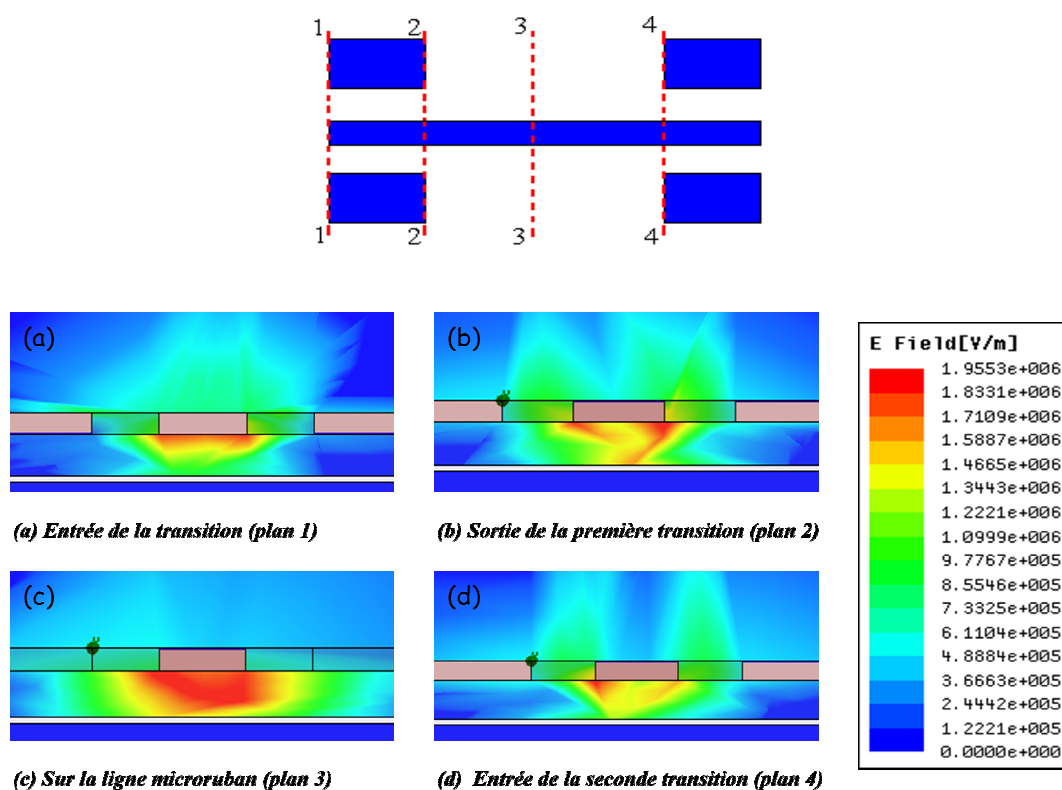 1 2 3 4
1 2 3 4
(a)
(b)
(a) Entrée de la transition (plan 1)
(b) Sortie de la première transition (plan 2)
(c)
(d)
(c) Sur la ligne microruban (plan 3)
(d) Entrée de la seconde transition (plan 4)
E Field[V/m]
1.9553e+006
1.8331e+006
1.7109e+006
1.5887e+006
1.4665e+006
1.3443e+006
1.2221e+006
1.0999e+006
9.7767e+005
8.5546e+005
7.3325e+005
6.1104e+005
4.8884e+005
3.6663e+005
2.4442e+005
1.2221e+005
0.0000e+000